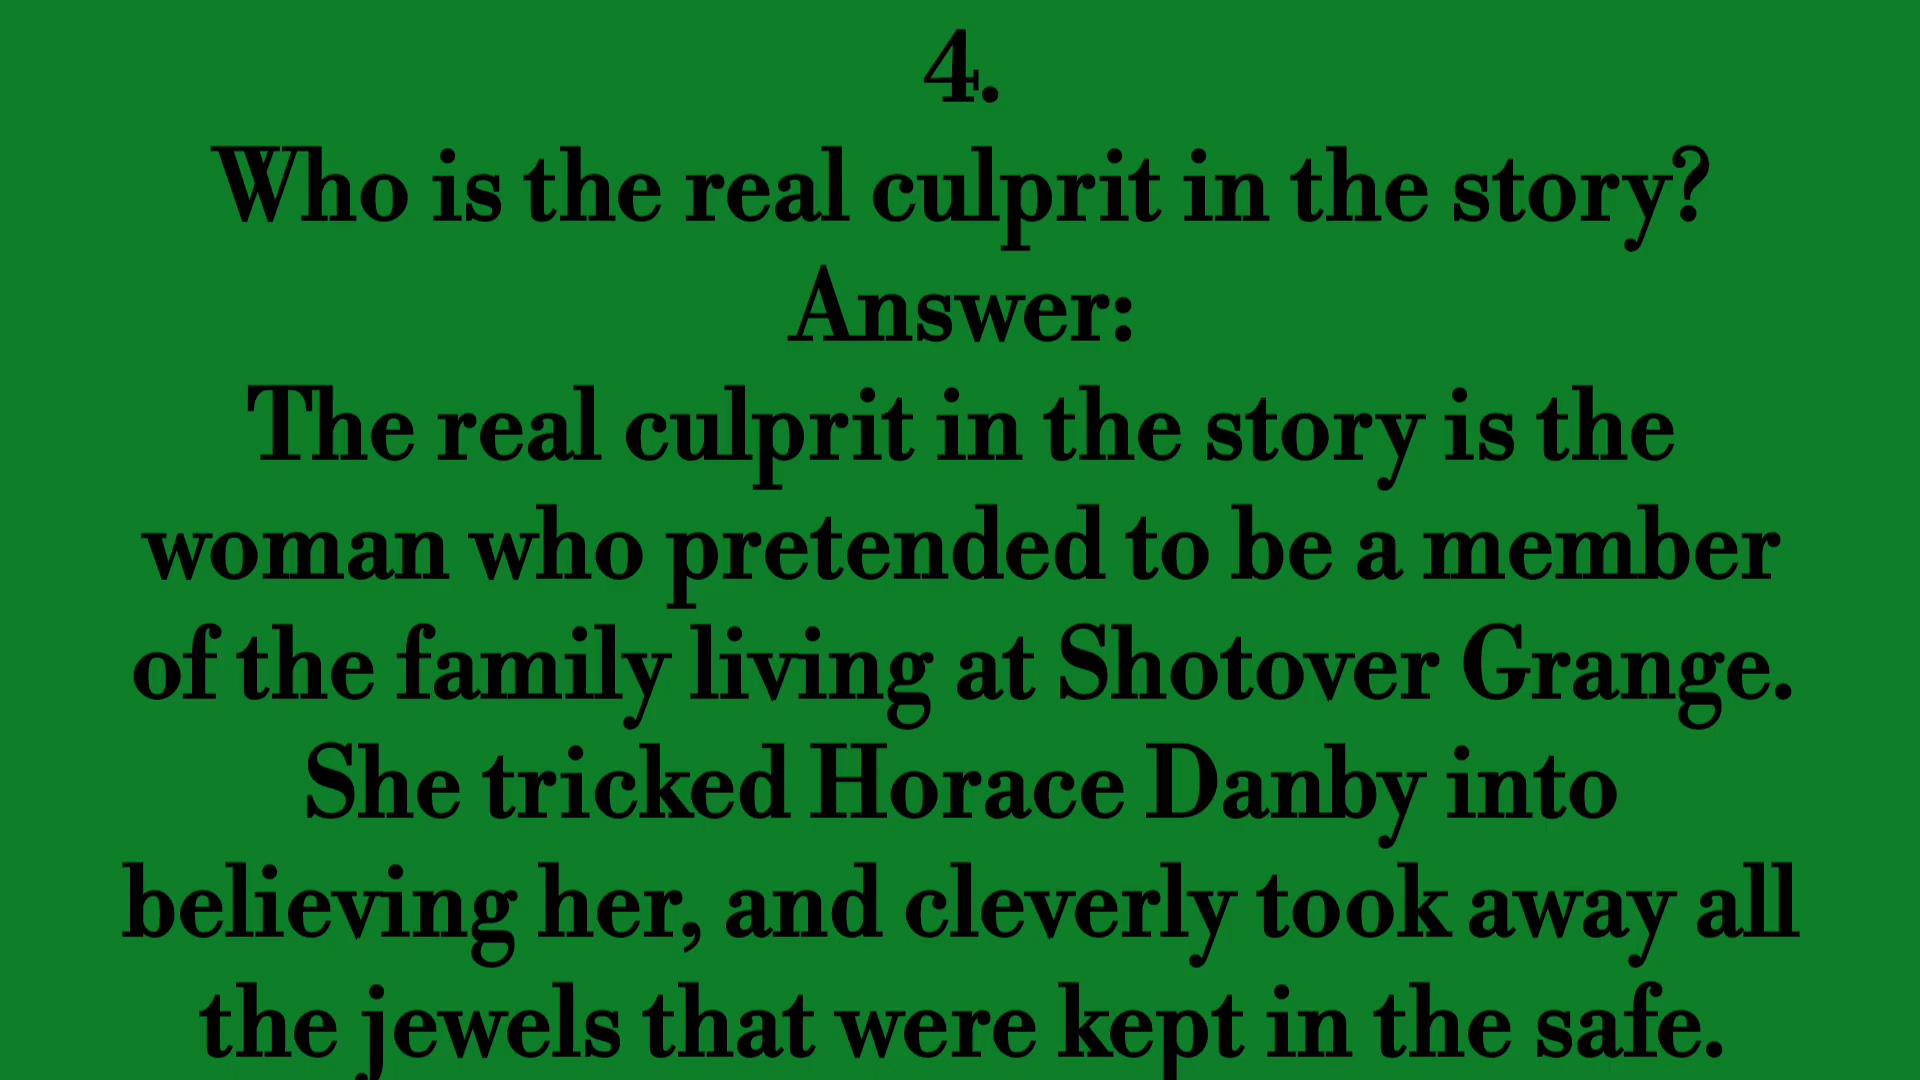 4.
Who is the real culprit in the story?
Answer:
The real culprit in the story is the
woman who pretended to be a member
of the family living at Shotover Grange.
She tricked Horace Danby into
believing her, and cleverly took away all
the jewels that were kept in the safe.